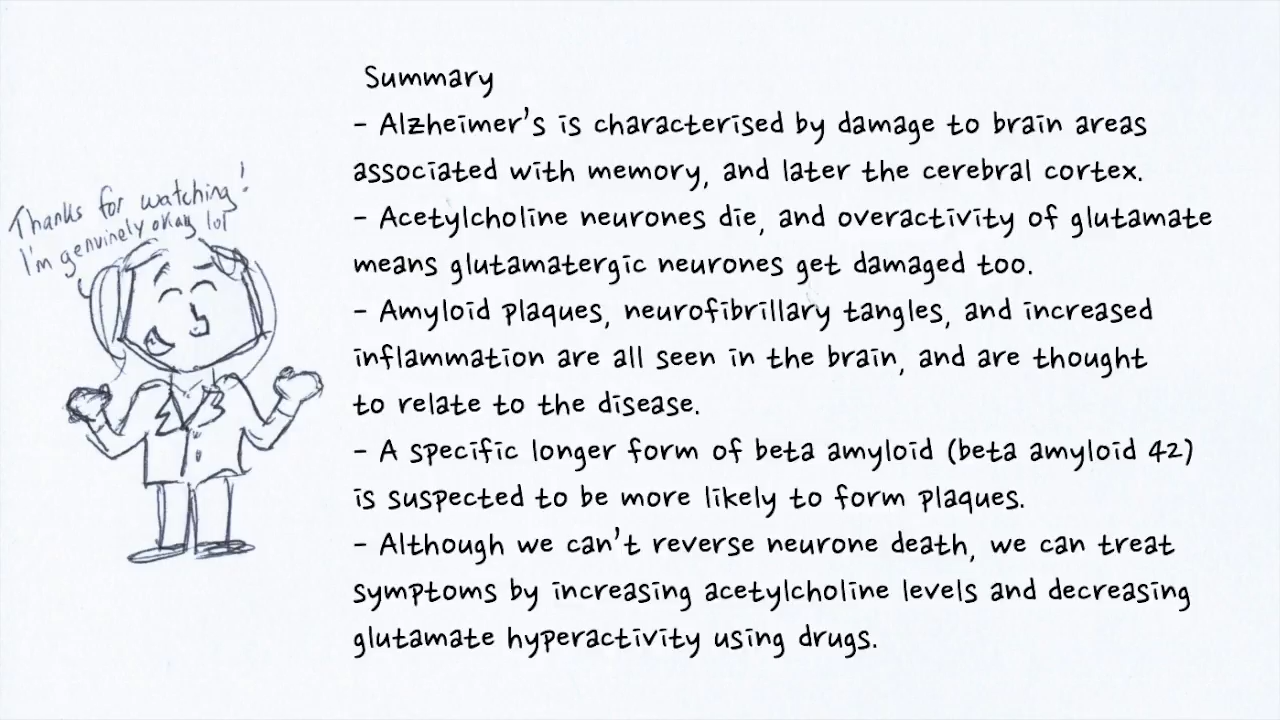 Thanks for watching!
I'm genuinely okay lol
Summary
- Alzheimer's is characterised by damage to brain areas
associated with memory, and later the cerebral cortex.
- Acetylcholine neurones die, and overactivity of glutamate
means glutamatergic neurones get damaged too.
- Amyloid plaques, neurofibrillary tangles, and increased
inflammation are all seen in the brain, and are thought
to relate to the disease.
- A specific longer form of beta amyloid (beta amyloid 42)
is suspected to be more likely to form plaques.
- Although we can't reverse neurone death, we can treat
symptoms by increasing acetylcholine levels and decreasing
glutamate hyperactivity using drugs.